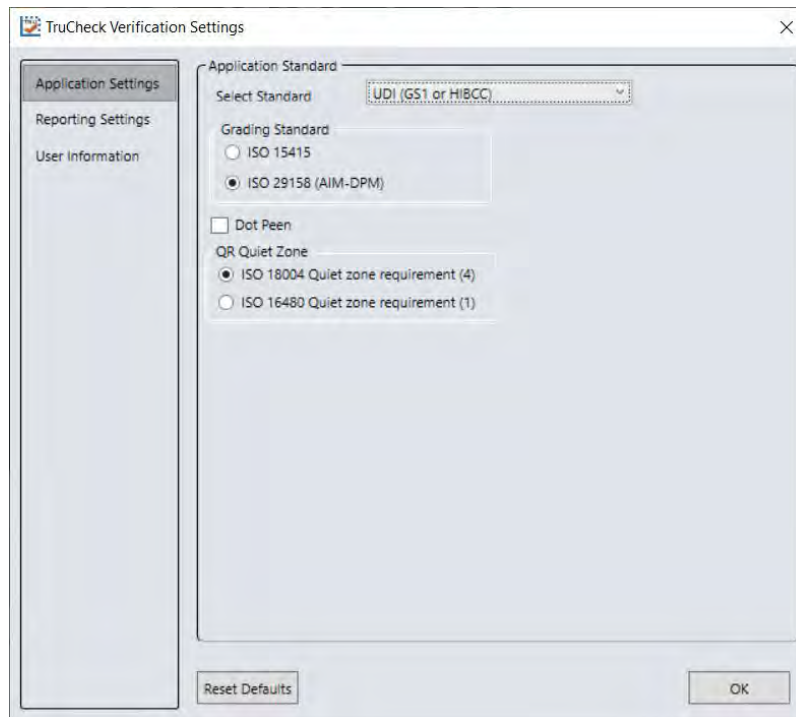 TruCheck Verification Settings
Application Settings
Reporting Settings
User Information
Application Standard
Select Standard UDI (GS1 or HIBCC)
Grading Standard
ISO 15415
ISO 29158 (AIM-DPM)
Dot Peen
QR Quiet Zone
ISO 18004 Quiet zone requirement (4)
ISO 16480 Quiet zone requirement (1)
Reset Defaults
OK